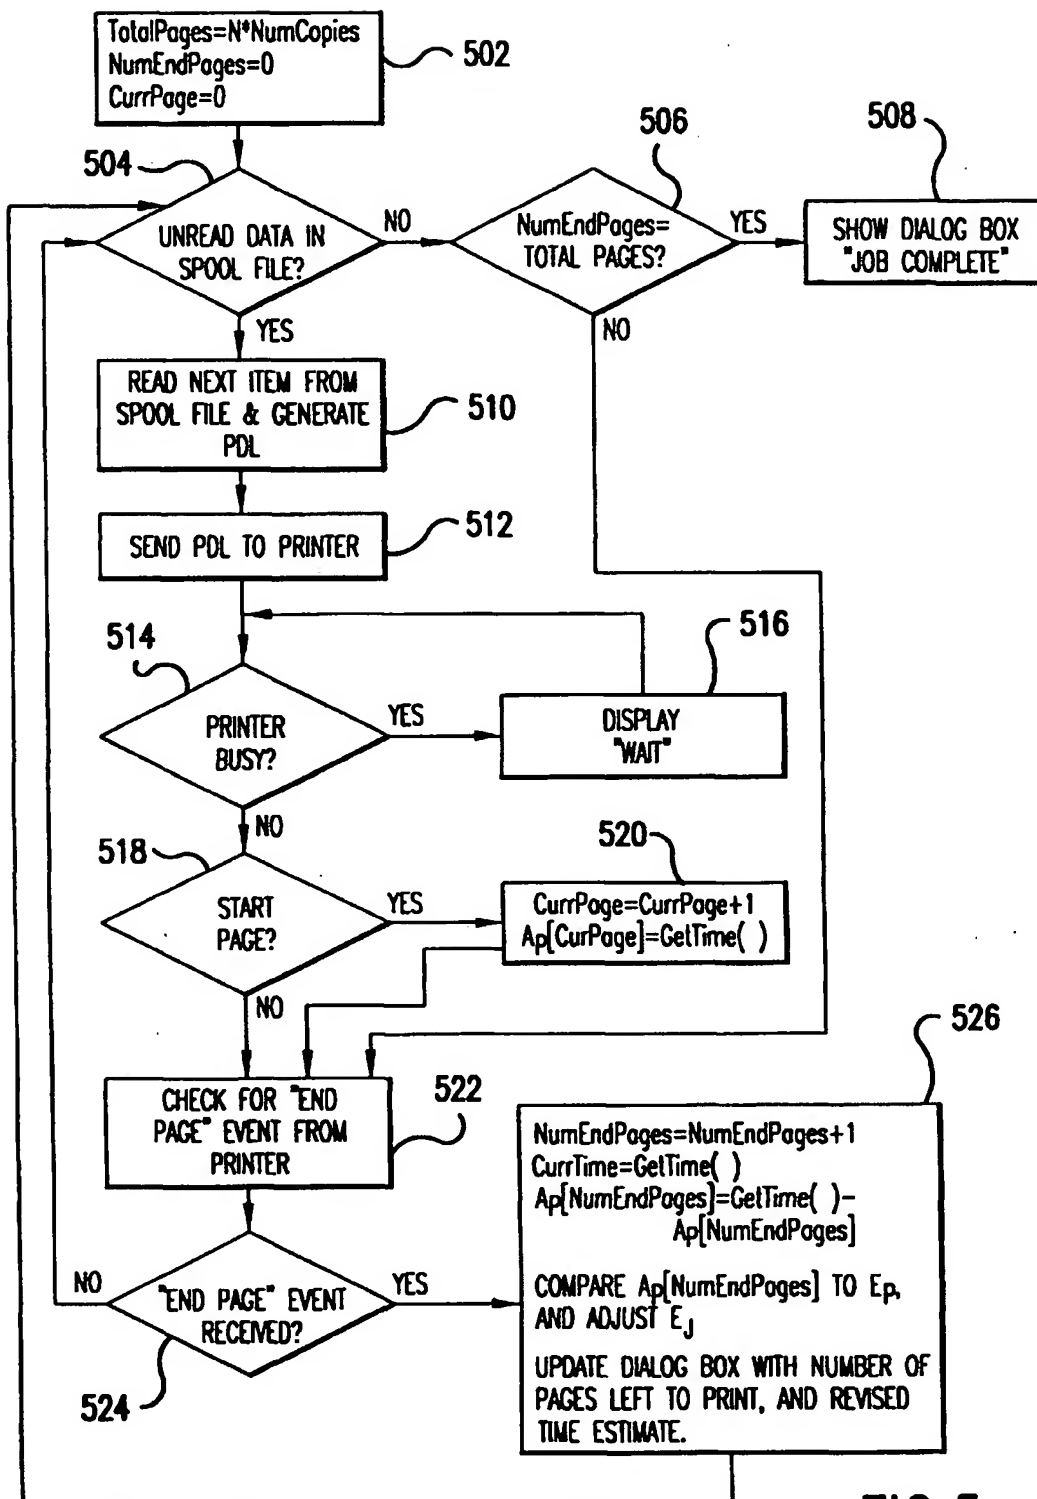 TotalPages=N*NumCopies
NumEndPages=0
CurrPage=0
502
504
UNREAD DATA IN
SPOOL FILE?
NO
YES
506
NumEndPages=
TOTAL PAGES?
YES
NO
508
SHOW DIALOG BOX
"JOB COMPLETE"
READ NEXT ITEM FROM
SPOOL FILE & GENERATE
PDL
510
SEND PDL TO PRINTER
512
514
PRINTER
BUSY?
YES
NO
516
DISPLAY
"WAIT"
518
START
PAGE?
YES
NO
520
CurrPage=CurrPage+1
Ap[CurPage]=GetTime( )
CHECK FOR "END
PAGE" EVENT FROM
PRINTER
522
"END PAGE" EVENT
RECEIVED?
NO
YES
524
526
NumEndPages=NumEndPages+1
CurrTime=GetTime( )
Ap[NumEndPages]=GetTime( )-
Ap[NumEndPages]
COMPARE Ap[NumEndPages] TO Ep,
AND ADJUST EJ
UPDATE DIALOG BOX WITH NUMBER OF
PAGES LEFT TO PRINT, AND REVISED
TIME ESTIMATE.